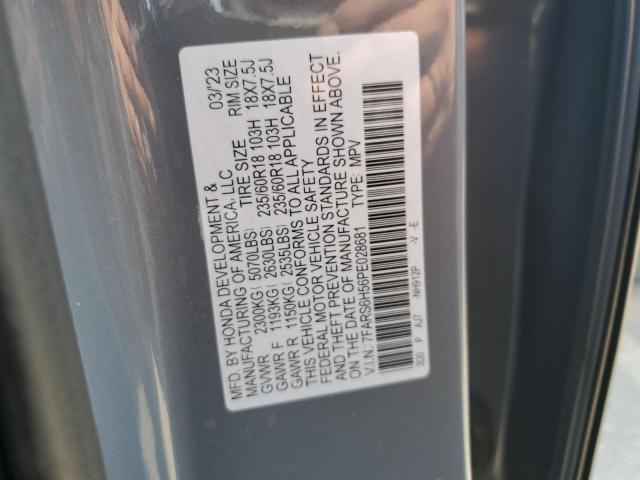 MFD. BY HONDA DEVELOPMENT & 03/'23
MANUFACTURING OF AMERICA, LLC
TIRE SIZE RIM SIZE
GVWR 2300KG( 5070LBS)
GAWR F 1193KG( 2630LBS) 235/60R18 103H 18X7.5J
GAWR R 1150KG( 2535LBS) 235/60R18 103H 18X7.5J
THIS VEHICLE CONFORMS TO ALL APPLICABLE
FEDERAL MOTOR VEHICLE SAFETY
AND THEFT PREVENTION STANDARDS IN EFFECT
ON THE DATE OF MANUFACTURE SHOWN ABOVE.
V.I.N.: 7FARS6H56PE028681 TYPE: MPV
3D0 P AJ7 -NH912P -V -E